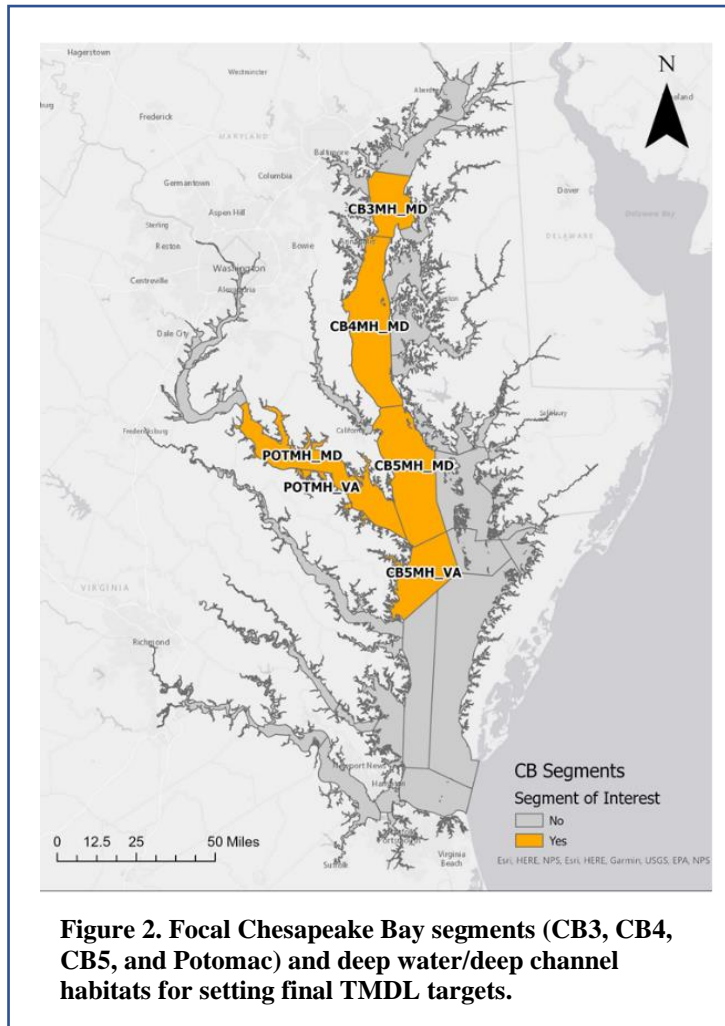 Hagerstown
Westminster
N
Aberd
Frederick
MARYLAND
Baltimore
Germantown
Columbia
Dover
CB3MH_MD
Sterling
Aspen Hill
Delaware Bay
Reston
Bowie
DELAWARE
Centreville
Washington
Alexandria
CB4MH_MD
Dale City
Salisbury
Fredericksburg
California
POTMH_MD
CB5MH_MD
POTMH_VA
CB5MH_VA
VIRGINIA
Richmond
Newport News
CB Segments
Segment of Interest
No
Yes
0 12.5 25 50 Miles
Suffolk
Virginia
Beach
Esri, HERE, NPS, Esri, HERE, Garmin, USGS, EPA, NPS
Figure 2. Focal Chesapeake Bay segments (CB3, CB4,
CB5, and Potomac) and deep water/deep channel
habitats for setting final TMDL targets.